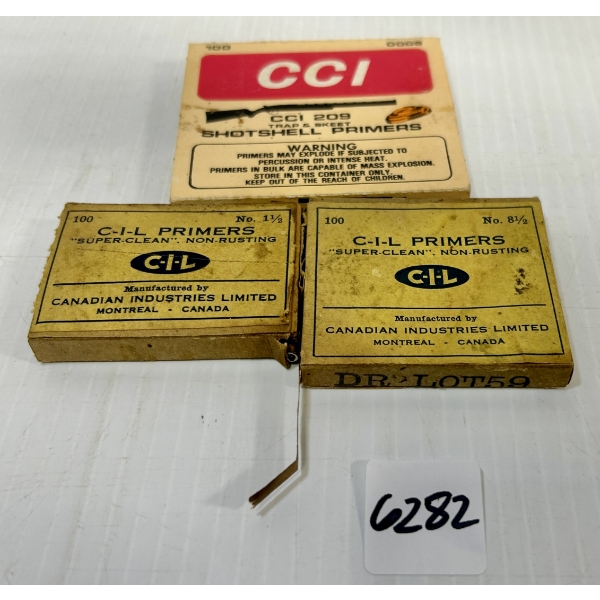 100 0009
CCI
CCI 209
TRAP & SKEET
SHOTSHELL PRIMERS
WARNING
PRIMERS MAY EXPLODE IF SUBJECTED TO
PERCUSSION OR INTENSE HEAT.
PRIMERS IN BULK ARE CAPABLE OF MASS EXPLOSION.
STORE IN THIS CONTAINER ONLY.
KEEP OUT OF THE REACH OF CHILDREN.
100 No. 1½
C-I-L PRIMERS
"SUPER-CLEAN", NON-RUSTING
C-I-L
Manufactured by
CANADIAN INDUSTRIES LIMITED
MONTREAL - CANADA
100 No. 8½
C-I-L PRIMERS
"SUPER-CLEAN", NON-RUSTING
C-I-L
Manufactured by
CANADIAN INDUSTRIES LIMITED
MONTREAL - CANADA
LOT59
6282